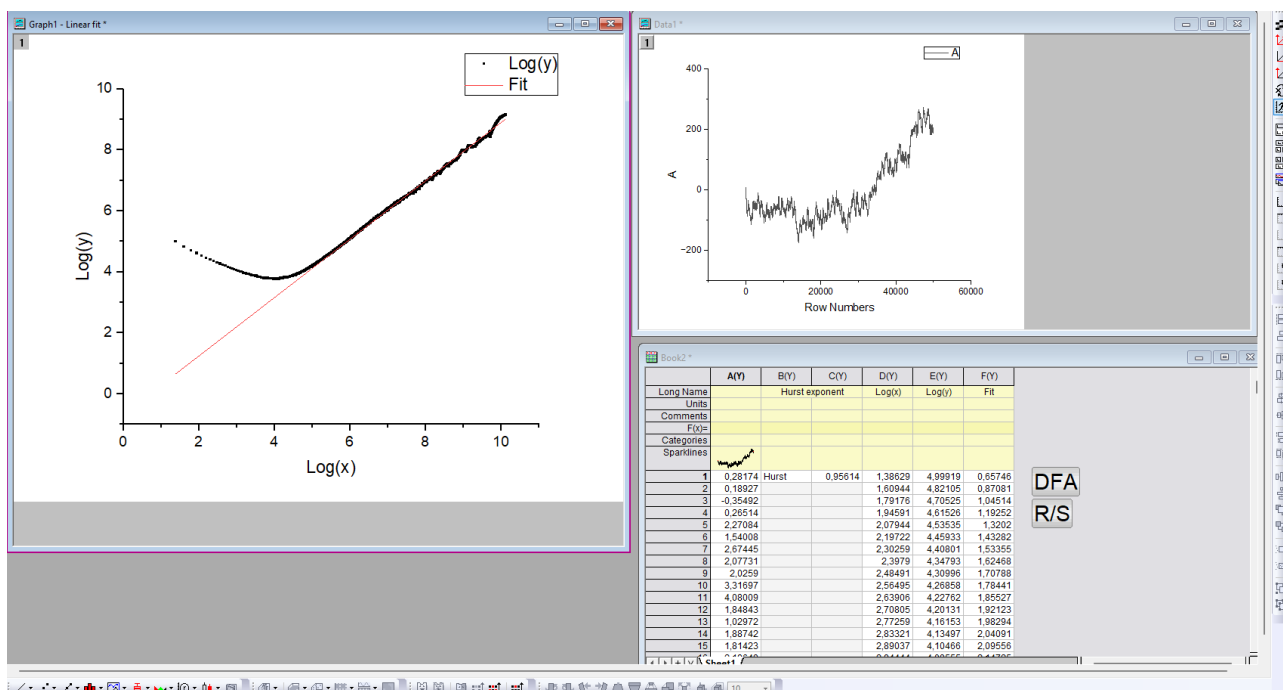 Graph1 - Linear fit *
1
Log(y)
Fit
10
8
6
4
2
0
Log(y)
0 2 4 6 8 10
Log(x)
Data1 *
1
A
400
200
0
−200
A
0 20000 40000 60000
Row Numbers
Book2 *
A(Y) B(Y) C(Y) D(Y) E(Y) F(Y)
Long Name Hurst exponent Log(x) Log(y) Fit
Units
Comments
F(x)=
Categories
Sparklines
1 0,28174 Hurst 0,95614 1,38629 4,99919 0,65746
2 0,18927 1,60944 4,82105 0,87081
3 -0,35492 1,79176 4,70525 1,04514
4 0,26514 1,94591 4,61526 1,19252
5 2,27084 2,07944 4,53535 1,3202
6 1,54008 2,19722 4,45933 1,43282
7 2,67445 2,30259 4,40801 1,53355
8 2,07731 2,3979 4,34793 1,62468
9 2,0259 2,48491 4,30996 1,70788
10 3,31697 2,56495 4,26858 1,78441
11 4,08009 2,63906 4,22762 1,85527
12 1,84843 2,70805 4,20131 1,92123
13 1,02972 2,77259 4,16153 1,98294
14 1,88742 2,83321 4,13497 2,04091
15 1,81423 2,89037 4,10466 2,09556
Sheet1
DFA
R/S
10